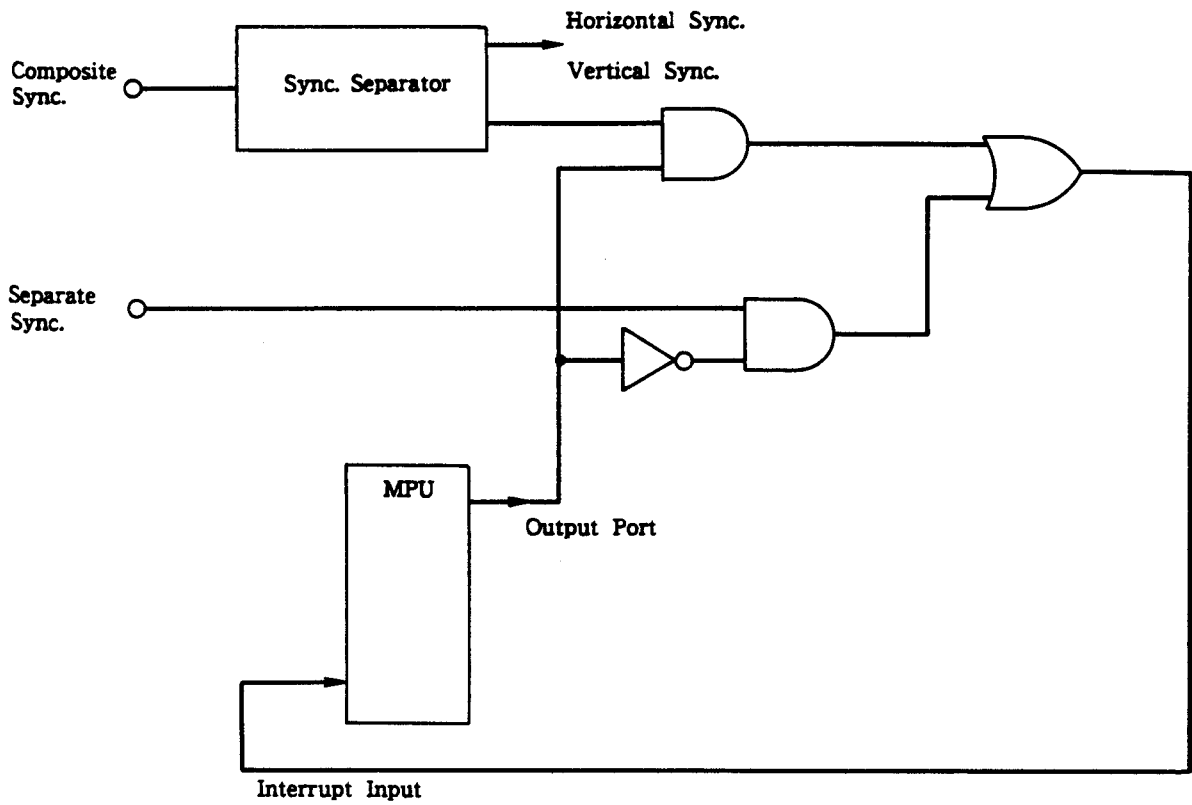 Horizontal Sync.
Composite
Sync.
Sync. Separator
Vertical Sync.
Separate
Sync.
MPU
Output Port
Interrupt Input